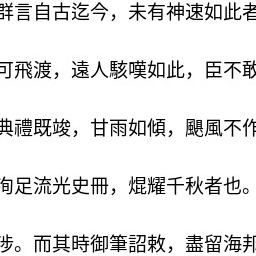 群言自古迄今，未有神速如此者
可飛渡，遠人駭嘆如此，臣不敢
典禮既竣，甘雨如傾，颶風不作
洵足流光史冊，焜耀千秋者也。
涉。而其時御筆詔敕，盡留海邦